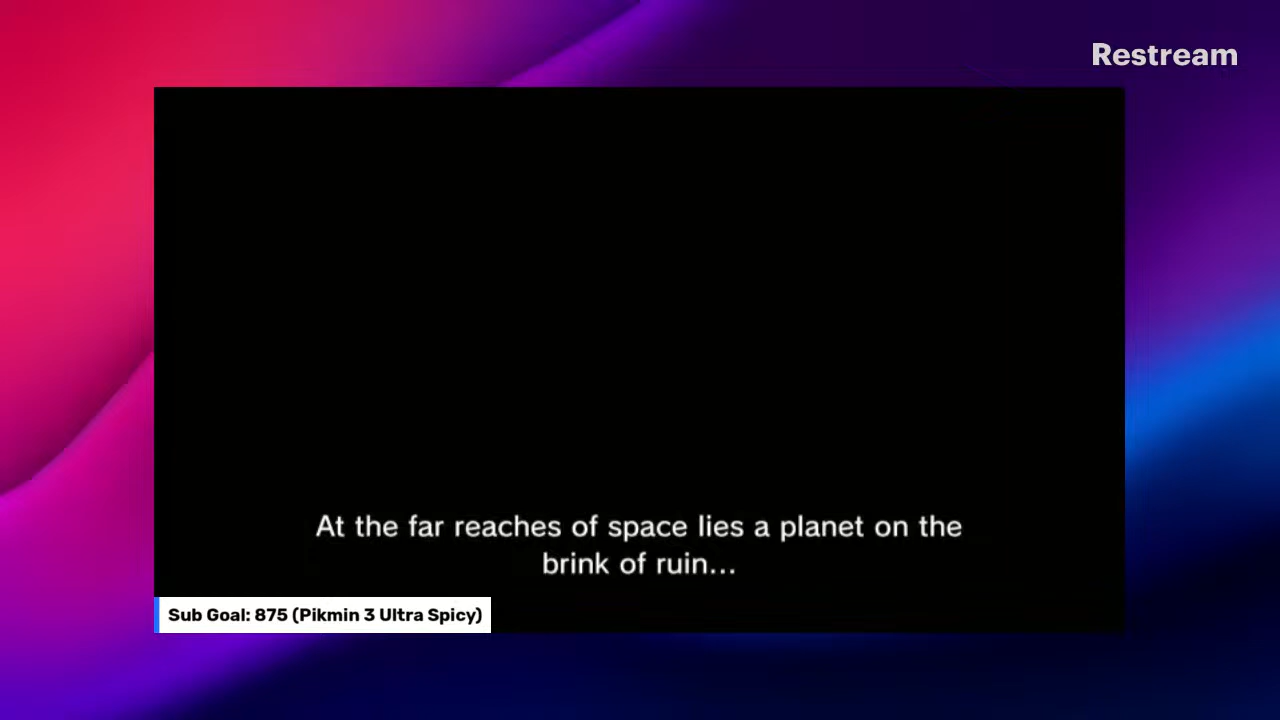 Restream
At the far reaches of space lies a planet on the
brink of ruin...
Sub Goal: 875 (Pikmin 3 Ultra Spicy)